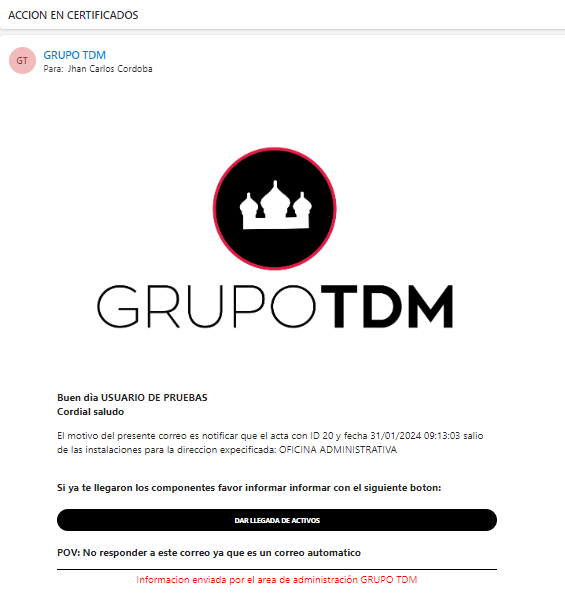 ACCION EN CERTIFICADOS
GT
GRUPO TDM
Para: Jhan Carlos Cordoba
GRUPOTDM
Buen dia USUARIO DE PRUEBAS
Cordial saludo
El motivo del presente correo es notificar que el acta con ID 20 y fecha 31/01/2024 09:13:03 salio
de las instalaciones para la direccion expecificada: OFICINA ADMINISTRATIVA
Si ya te llegaron los componentes favor informar informar con el siguiente boton:
DAR LLEGADA DE ACTIVOS
POV: No responder a este correo ya que es un correo automatico
Informacion enviada por el area de administración GRUPO TDM